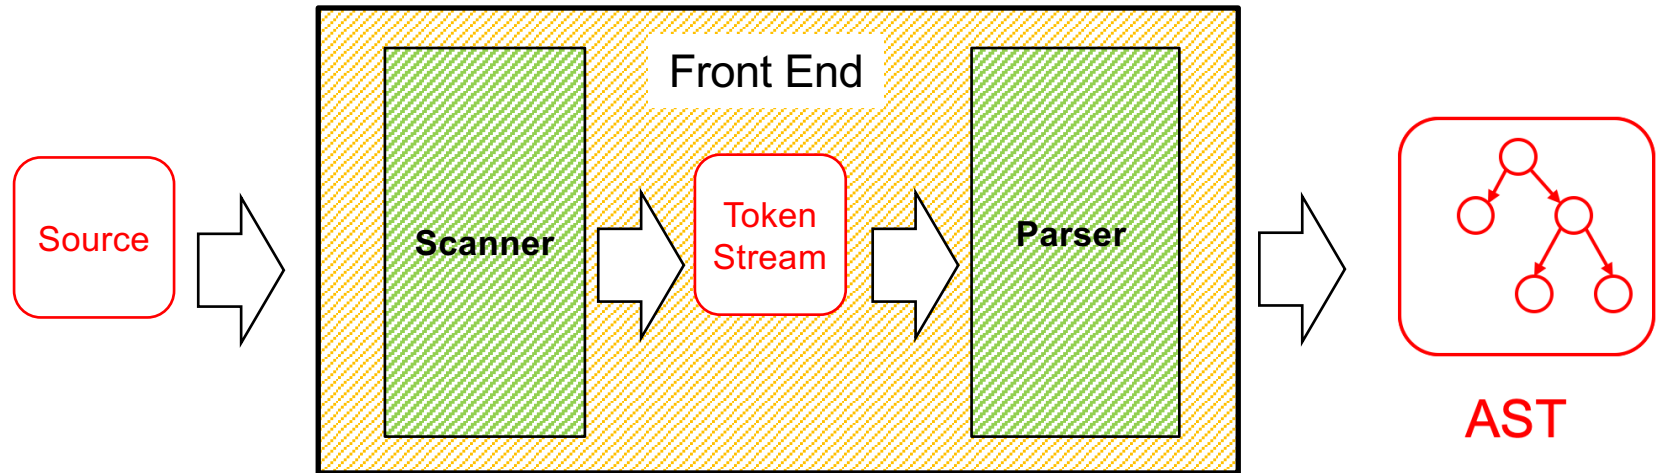 Front End
Source
Scanner
Token
Stream
Parser
AST